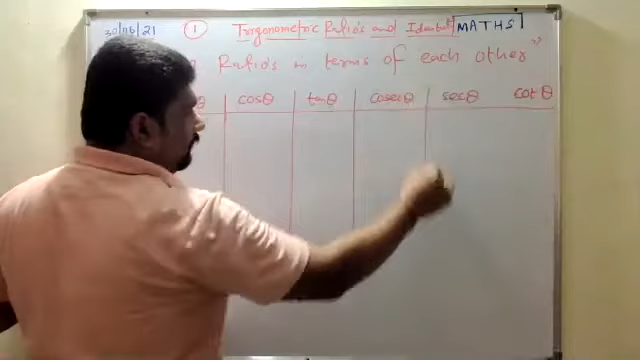 30/06/21 ① Trigonometric Ratio's and Identity MATHS
Ratio's in terms of each other "
θ cosθ tanθ cosecθ secθ cotθ